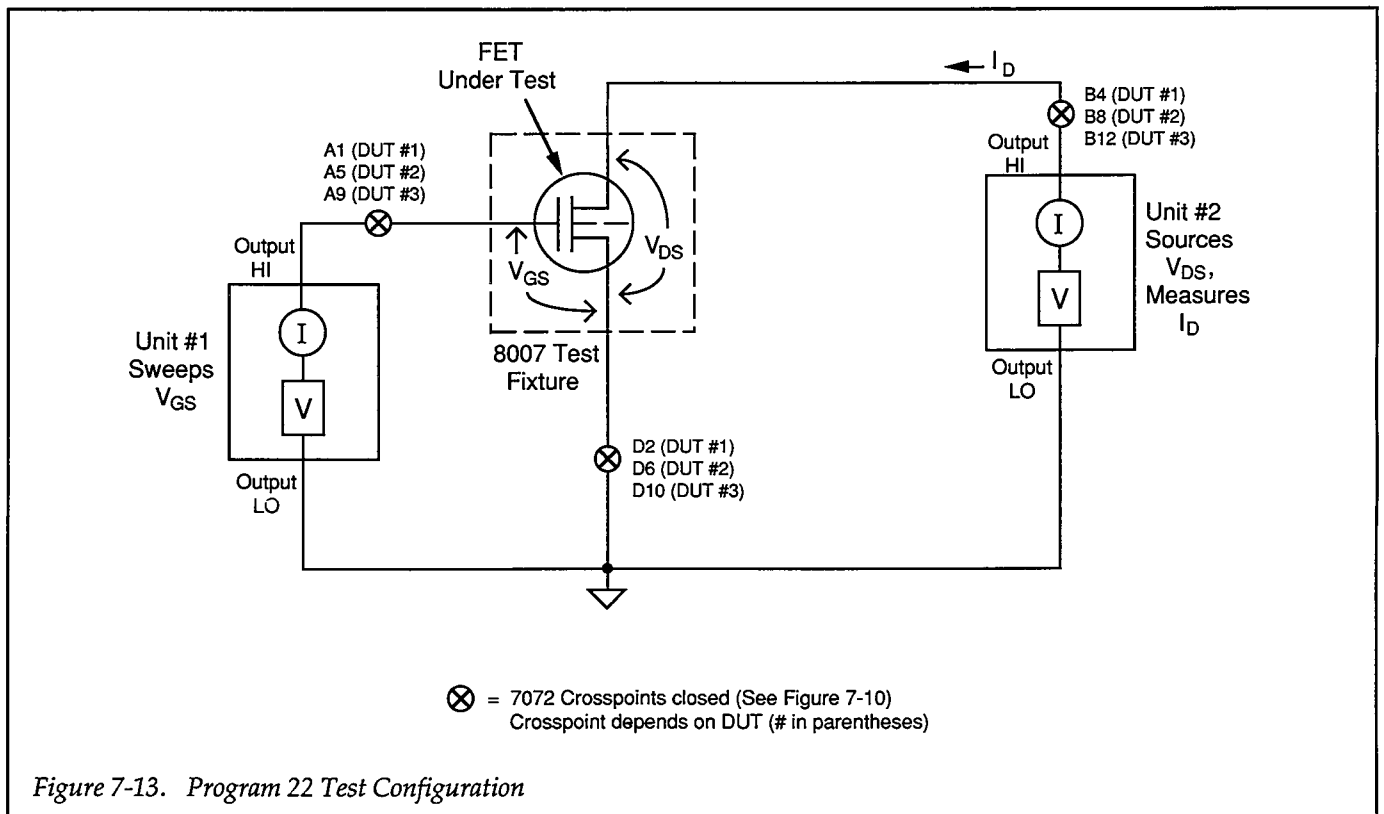 FET
Under Test
I_D
B4 (DUT #1)
B8 (DUT #2)
B12 (DUT #3)
Output
HI
A1 (DUT #1)
A5 (DUT #2)
A9 (DUT #3)
Output
HI
V_GS
V_DS
Unit #2
Sources
V_DS,
Measures
I_D
I
V
Unit #1
Sweeps
V_GS
I
V
8007 Test
Fixture
Output
LO
Output
LO
D2 (DUT #1)
D6 (DUT #2)
D10 (DUT #3)
= 7072 Crosspoints closed (See Figure 7-10)
Crosspoint depends on DUT (# in parentheses)
Figure 7-13. Program 22 Test Configuration